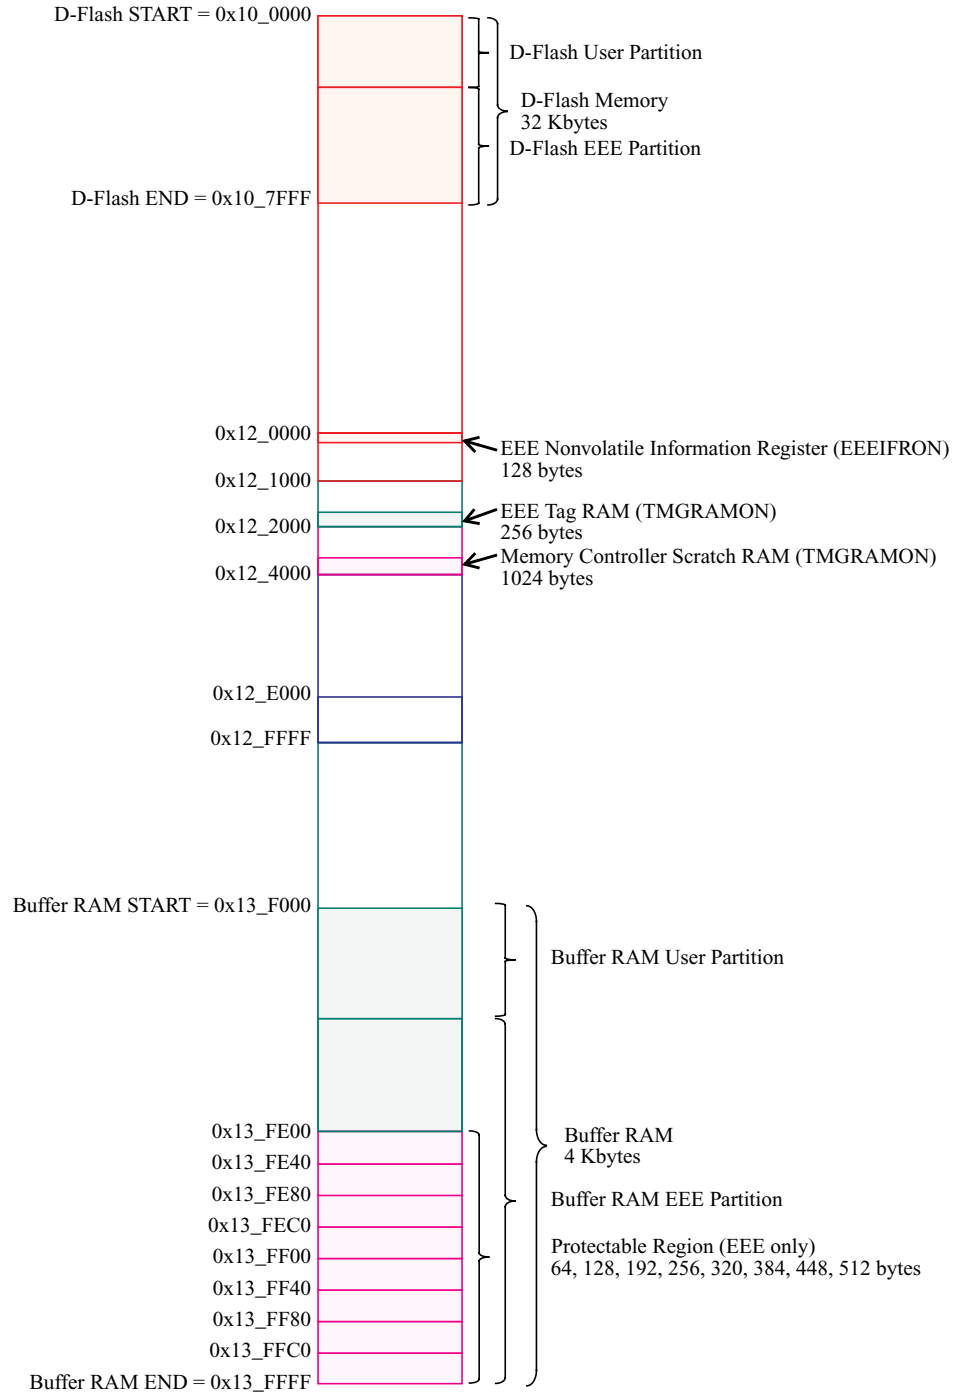 D-Flash START = 0x10_0000
D-Flash User Partition
D-Flash Memory
32 Kbytes
D-Flash EEE Partition
D-Flash END = 0x10_7FFF
0x12_0000
EEE Nonvolatile Information Register (EEEIFRON)
128 bytes
0x12_1000
EEE Tag RAM (TMGRAMON)
256 bytes
0x12_2000
Memory Controller Scratch RAM (TMGRAMON)
1024 bytes
0x12_4000
0x12_E000
0x12_FFFF
Buffer RAM START = 0x13_F000
Buffer RAM User Partition
0x13_FE00
Buffer RAM
4 Kbytes
0x13_FE40
0x13_FE80
Buffer RAM EEE Partition
0x13_FEC0
0x13_FF00
Protectable Region (EEE only)
64, 128, 192, 256, 320, 384, 448, 512 bytes
0x13_FF40
0x13_FF80
0x13_FFC0
Buffer RAM END = 0x13_FFFF